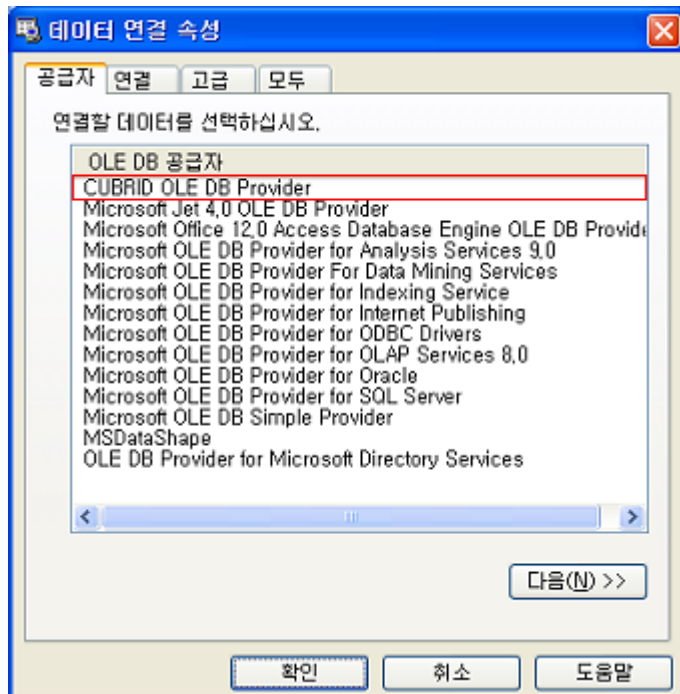 데이터 연결 속성
공급자 연결 고급 모두
연결할 데이터를 선택하십시오.
OLE DB 공급자
CUBRID OLE DB Provider
Microsoft Jet 4.0 OLE DB Provider
Microsoft Office 12.0 Access Database Engine OLE DB Provide
Microsoft OLE DB Provider for Analysis Services 9.0
Microsoft OLE DB Provider For Data Mining Services
Microsoft OLE DB Provider for Indexing Service
Microsoft OLE DB Provider for Internet Publishing
Microsoft OLE DB Provider for ODBC Drivers
Microsoft OLE DB Provider for OLAP Services 8.0
Microsoft OLE DB Provider for Oracle
Microsoft OLE DB Provider for SQL Server
Microsoft OLE DB Simple Provider
MSDataShape
OLE DB Provider for Microsoft Directory Services
다음(N) >>
확인 취소 도움말